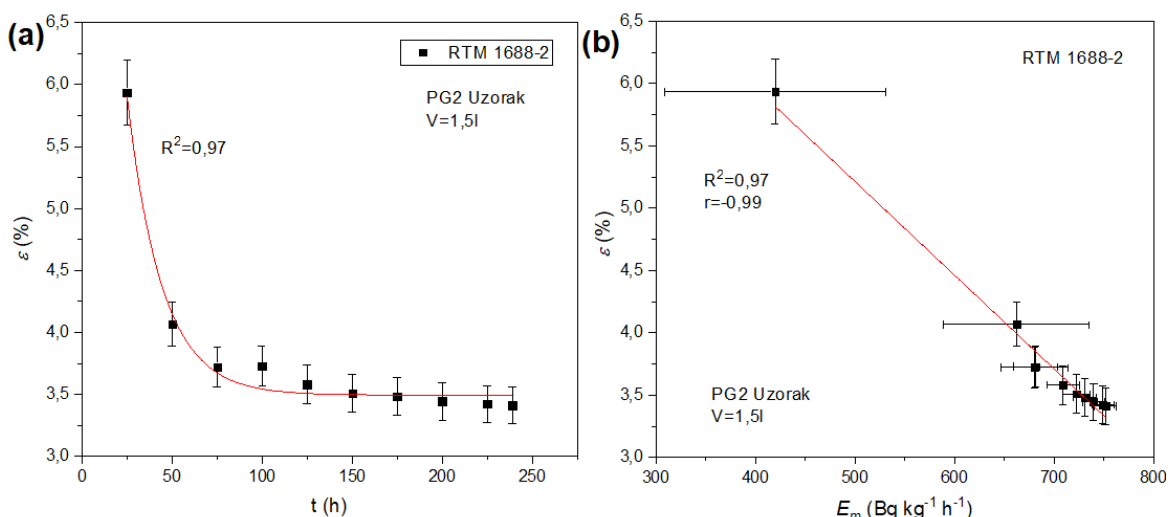 (a)
6,5
6,0
5,5
5,0
4,5
4,0
3,5
3,0
ε (%)
RTM 1688-2
PG2 Uzorak
V=1,5l
R²=0,97
0 50 100 150 200 250
t (h)
(b)
6,5
6,0
5,5
5,0
4,5
4,0
3,5
3,0
ε (%)
RTM 1688-2
R²=0,97
r=-0,99
PG2 Uzorak
V=1,5l
300 400 500 600 700 800
E_m (Bq kg⁻¹ h⁻¹)